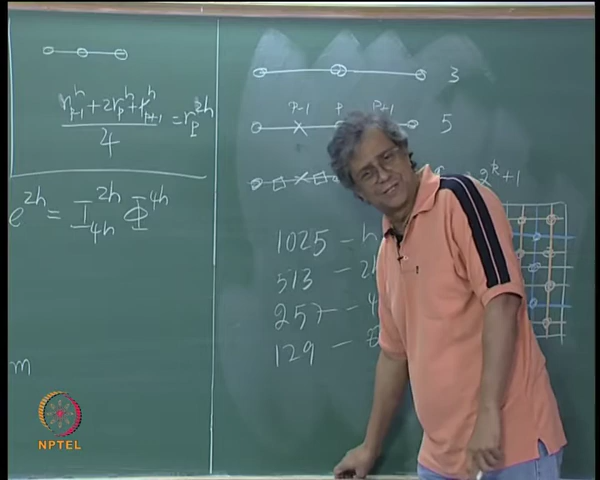 r^h_{p-1} + 2r^h_p + r^h_{p+1}
4
= r^{2h}_p
e^{2h} = I^{2h}_{4h} Φ^{4h}
m
3
p-1 p p+1
5
2^k+1
1025 - h
513 - 2h
257 - 4
129 -
NPTEL